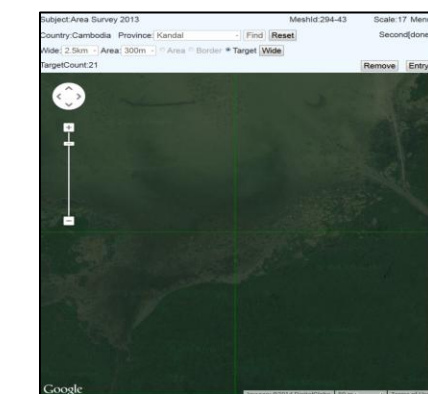 Subject:Area Survey 2013 MeshId:294-43 Scale:17 Menu
Country:Cambodia Province: Kandal Find Reset Second[done
Wide: 2.5km Area: 300m Area Border Target Wide
TargetCount:21 Remove Entry
Google